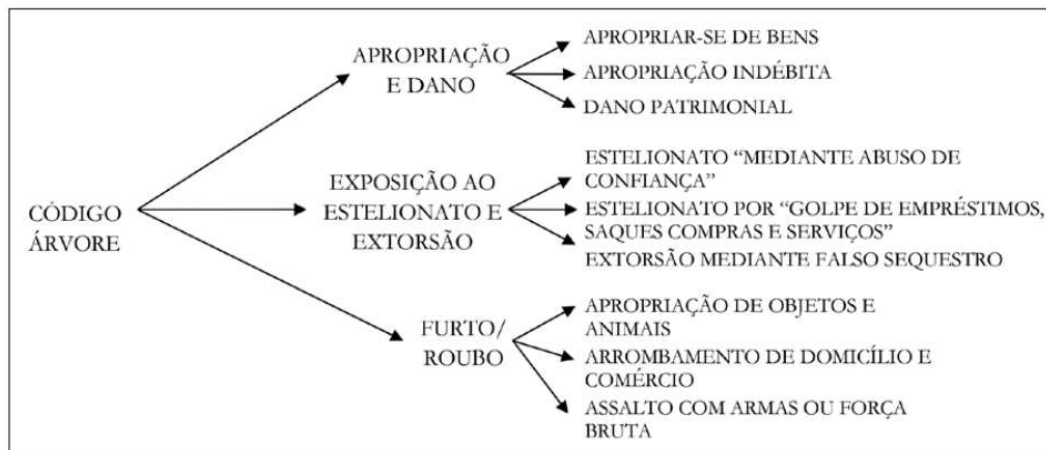 CÓDIGO
ÁRVORE
APROPRIAÇÃO
E DANO
APROPRIAR-SE DE BENS
APROPRIAÇÃO INDÉBITA
DANO PATRIMONIAL
EXPOSIÇÃO AO
ESTELIONATO E
EXTORSÃO
ESTELIONATO “MEDIANTE ABUSO DE
CONFIANÇA”
ESTELIONATO POR “GOLPE DE EMPRÉSTIMOS,
SAQUES COMPRAS E SERVIÇOS”
EXTORSÃO MEDIANTE FALSO SEQUESTRO
FURTO/
ROUBO
APROPRIAÇÃO DE OBJETOS E
ANIMAIS
ARROMBAMENTO DE DOMICÍLIO E
COMÉRCIO
ASSALTO COM ARMAS OU FORÇA
BRUTA